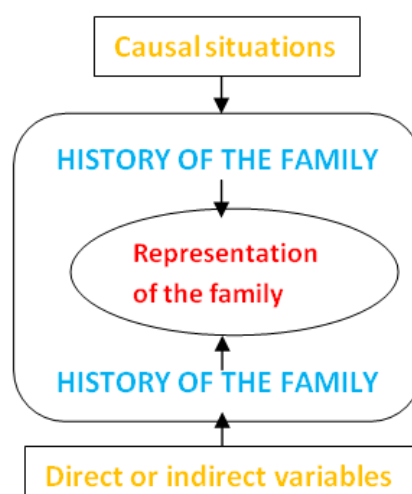 Causal situations
HISTORY OF THE FAMILY
Representation
of the family
HISTORY OF THE FAMILY
Direct or indirect variables